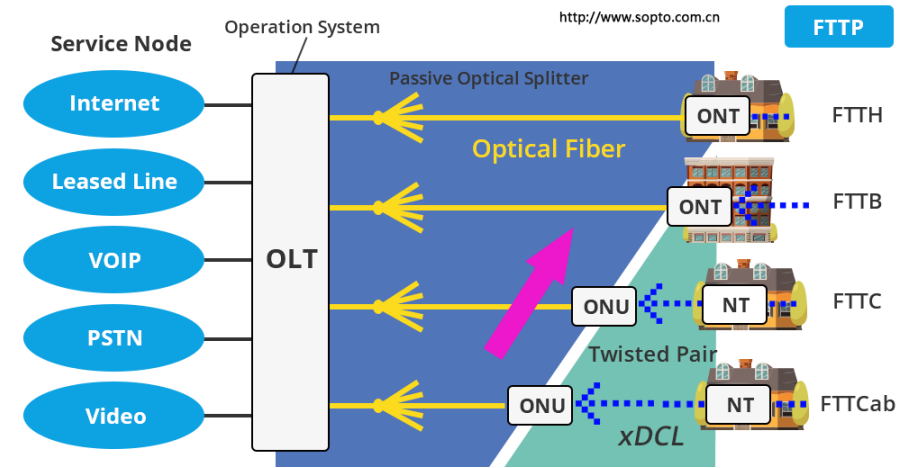 http://www.sopto.com.cn
FTTP
Operation System
Service Node
Passive Optical Splitter
Internet
ONT
FTTH
Optical Fiber
Leased Line
ONT
FTTB
VOIP
OLT
ONU
NT
FTTC
PSTN
Twisted Pair
Video
ONU
NT
FTTCab
xDCL